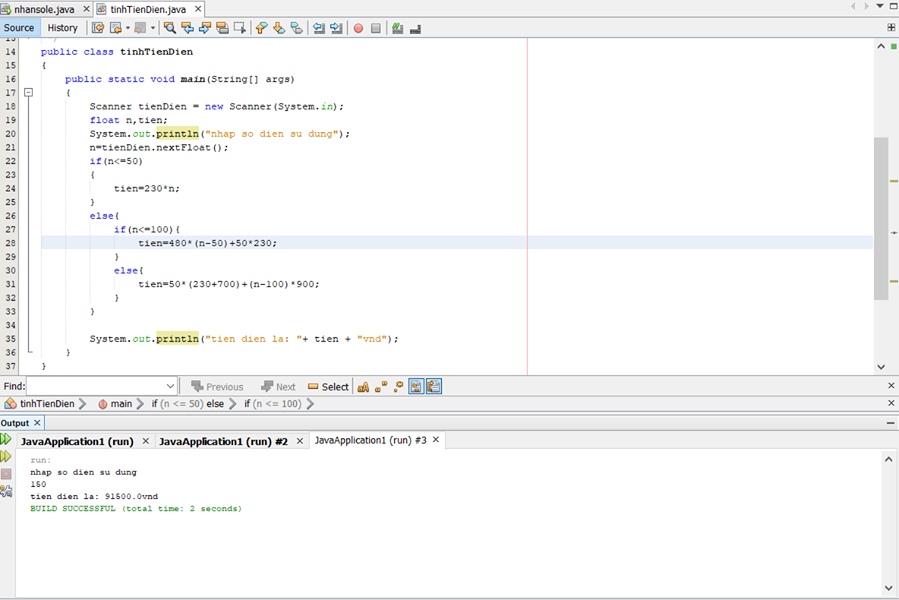 nhansole.java × tinhTienDien.java ×
Source History
13
14 public class tinhTienDien
15 {
16 public static void main(String[] args)
17 {
18 Scanner tienDien = new Scanner(System.in);
19 float n,tien;
20 System.out.println("nhap so dien su dung");
21 n=tienDien.nextFloat();
22 if(n<=50)
23 {
24 tien=230*n;
25 }
26 else{
27 if(n<=100){
28 tien=480*(n-50)+50*230;
29 }
30 else{
31 tien=50*(230+700)+(n-100)*900;
32 }
33 }
34
35 System.out.println("tien dien la: "+ tien + "vnd");
36 }
37 }
Find: Previous Next Select
tinhTienDien main if (n <= 50) else if (n <= 100)
Output ×
JavaApplication1 (run) × JavaApplication1 (run) #2 × JavaApplication1 (run) #3 ×
run:
nhap so dien su dung
150
tien dien la: 91500.0vnd
BUILD SUCCESSFUL (total time: 2 seconds)